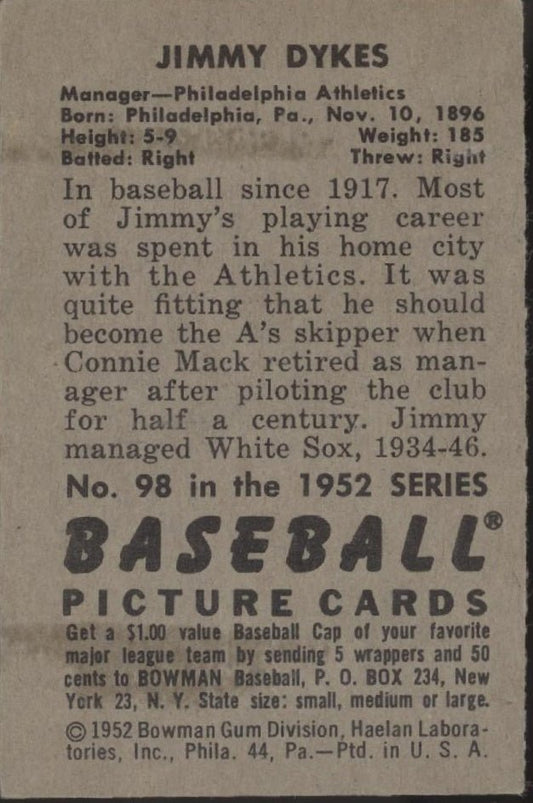 JIMMY DYKES
Manager—Philadelphia Athletics
Born: Philadelphia, Pa., Nov. 10, 1896
Height: 5-9 Weight: 185
Batted: Right Threw: Right
In baseball since 1917. Most
of Jimmy's playing career
was spent in his home city
with the Athletics. It was
quite fitting that he should
become the A's skipper when
Connie Mack retired as man-
ager after piloting the club
for half a century. Jimmy
managed White Sox, 1934-46.
No. 98 in the 1952 SERIES
BASEBALL®
PICTURE CARDS
Get a $1.00 value Baseball Cap of your favorite
major league team by sending 5 wrappers and 50
cents to BOWMAN Baseball, P. O. BOX 234, New
York 23, N. Y. State size: small, medium or large.
© 1952 Bowman Gum Division, Haelan Labora-
tories, Inc., Phila. 44, Pa.—Ptd. in U. S. A.